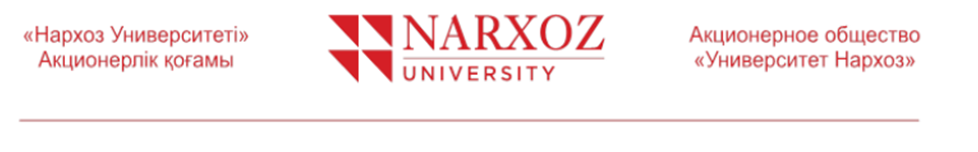 «Нархоз Университеті»
Акционерлік қоғамы
NARXOZ
UNIVERSITY
Акционерное общество
«Университет Нархоз»